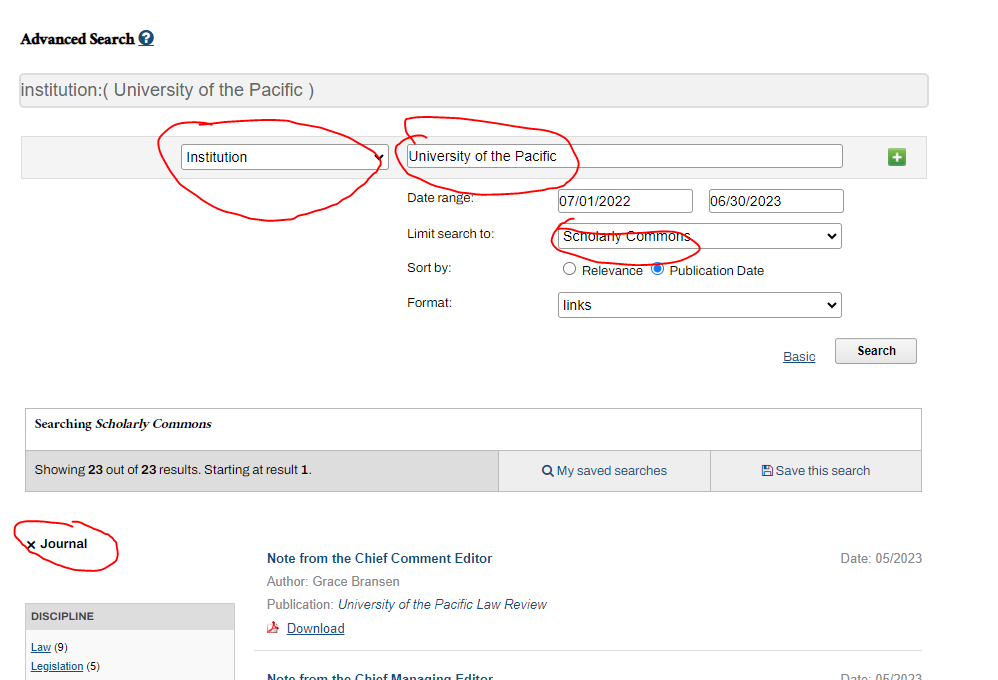 Advanced Search ?
institution:( University of the Pacific )
Institution University of the Pacific
Date range: 07/01/2022 06/30/2023
Limit search to: Scholarly Commons
Sort by: Relevance Publication Date
Format: links
Basic Search
Searching Scholarly Commons
Showing 23 out of 23 results. Starting at result 1. My saved searches Save this search
× Journal
Note from the Chief Comment Editor Date: 05/2023
Author: Grace Bransen
Publication: University of the Pacific Law Review
Download
DISCIPLINE
Law (9)
Legislation (5)
Note from the Chief Managing Editor Date: 05/2023